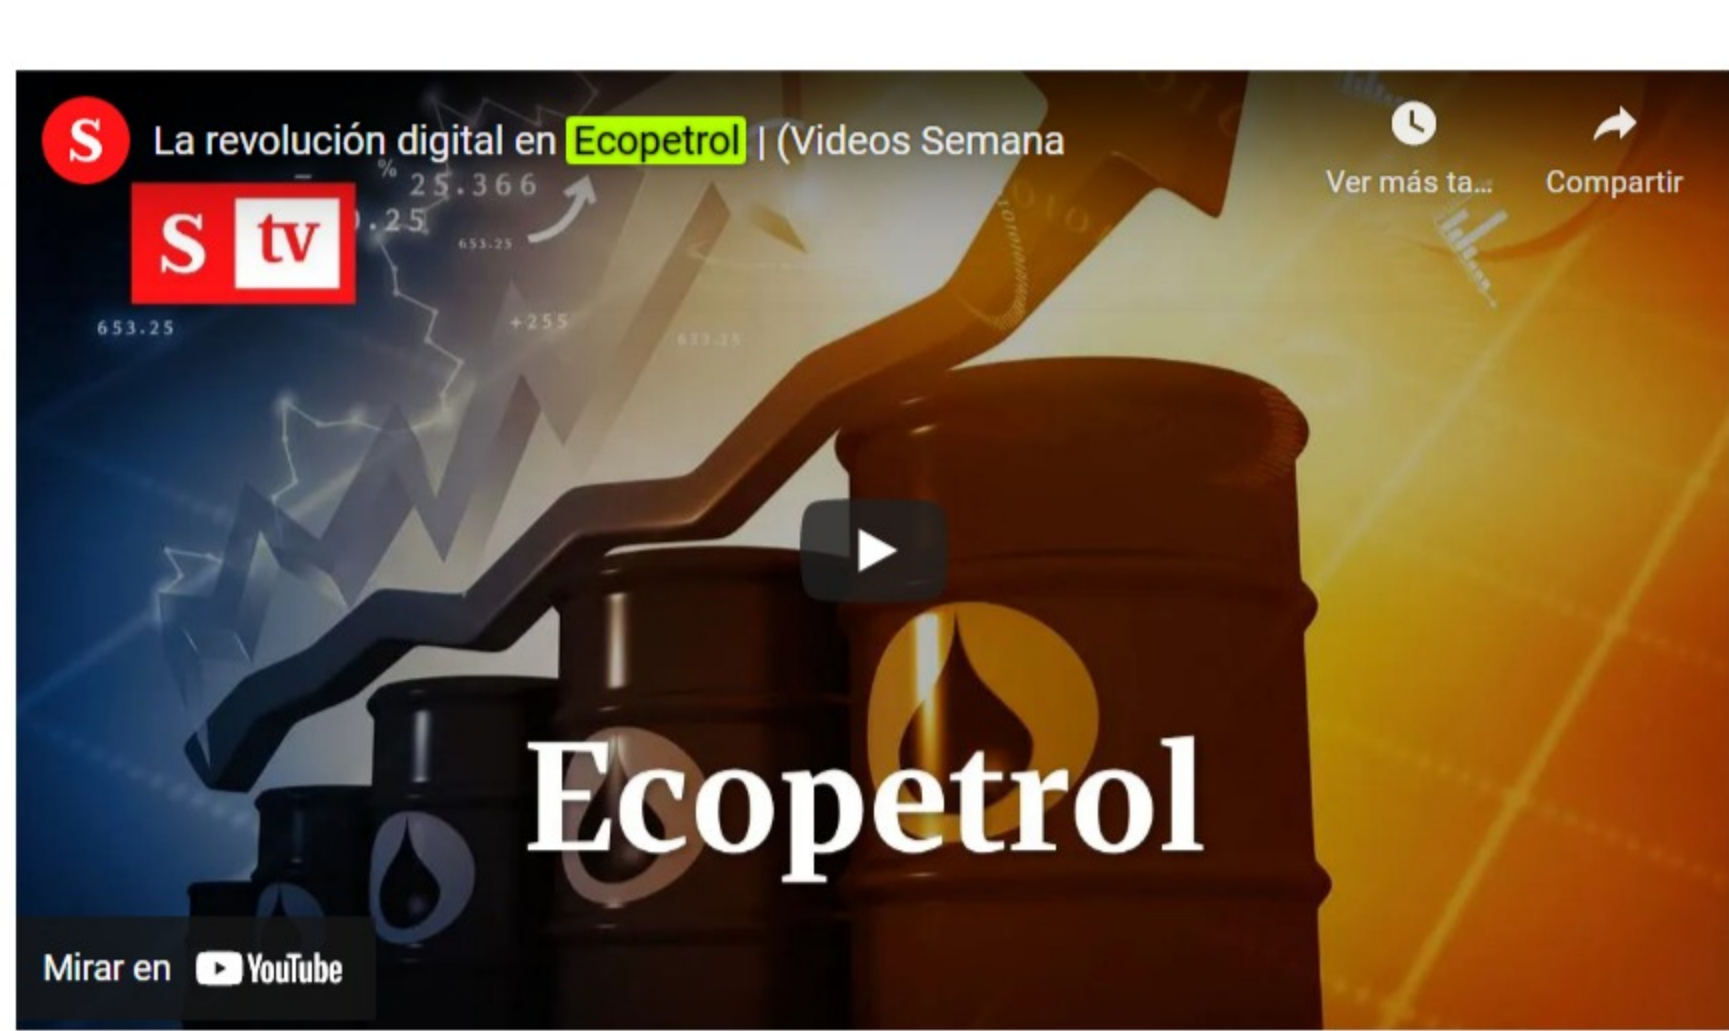 S
La revolución digital en Ecopetrol | (Videos Semana
Ver más ta...
Compartir
S tv
%
25.366
.25
653.25
653.25
+255
Ecopetrol
Mirar en YouTube